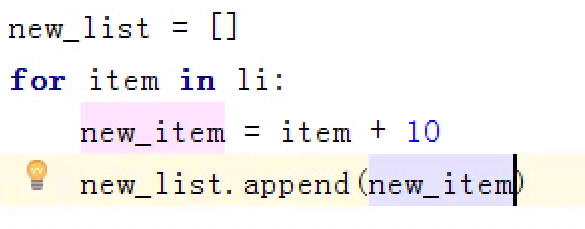 new_list = []
for item in li:
    new_item = item + 10
    new_list.append(new_item)